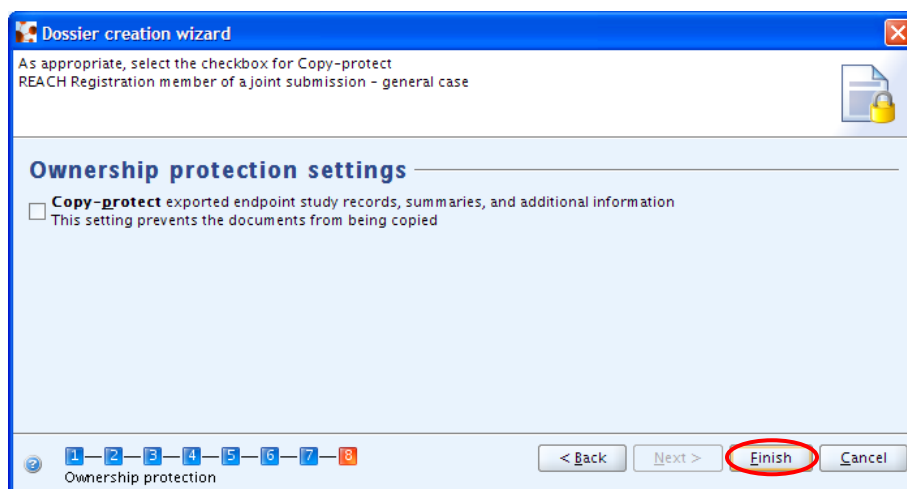 Dossier creation wizard
As appropriate, select the checkbox for Copy-protect
REACH Registration member of a joint submission - general case
Ownership protection settings
Copy-protect exported endpoint study records, summaries, and additional information
This setting prevents the documents from being copied
1 2 3 4 5 6 7 8
Ownership protection
< Back Next > Finish Cancel